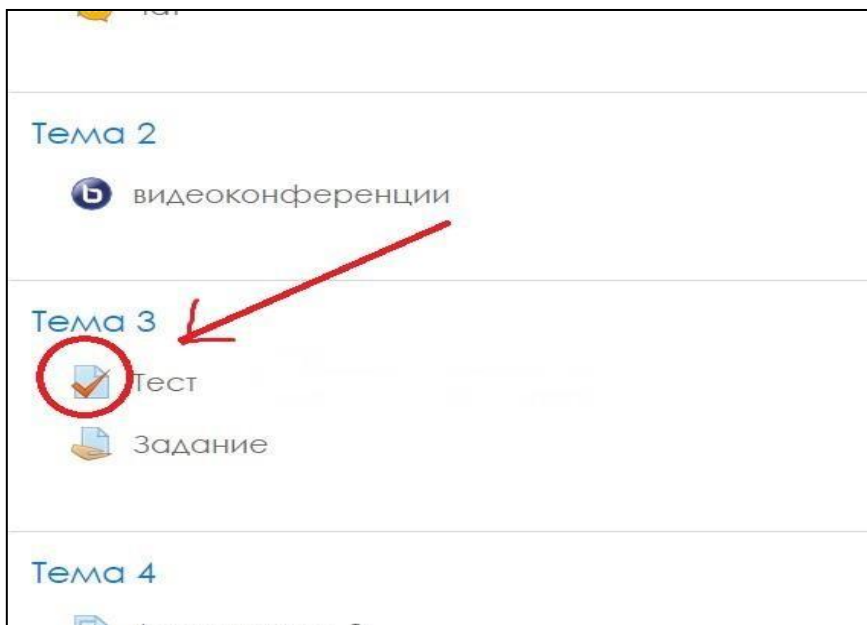 Тема 2
видеоконференции
Тема 3
Тест
Задание
Тема 4